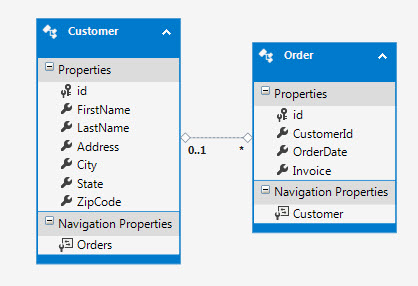 Customer
Properties
id
FirstName
LastName
Address
City
State
ZipCode
Navigation Properties
Orders
0..1
*
Order
Properties
id
CustomerId
OrderDate
Invoice
Navigation Properties
Customer